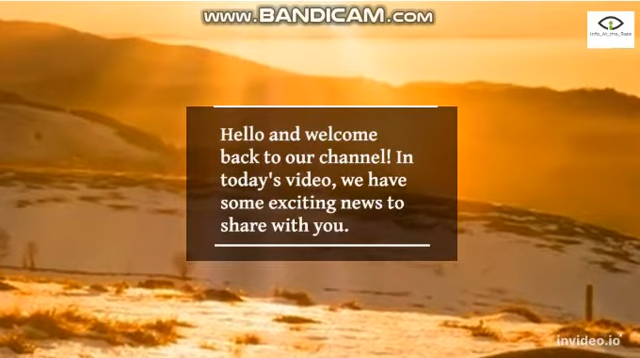 www.BANDICAM.com
Info_At_the_Rate
Hello and welcome
back to our channel! In
today's video, we have
some exciting news to
share with you.
invideo.io